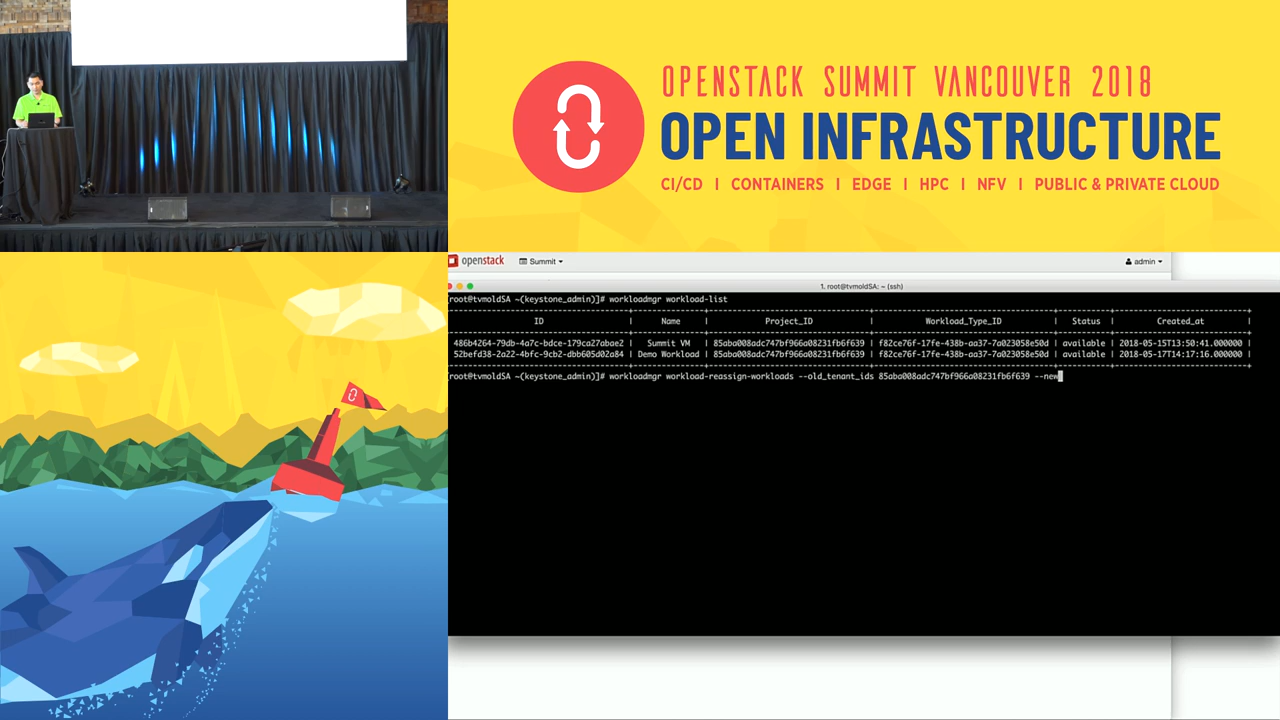 OPENSTACK SUMMIT VANCOUVER 2018
OPEN INFRASTRUCTURE
CI/CD | CONTAINERS | EDGE | HPC | NFV | PUBLIC & PRIVATE CLOUD
openstack Summit admin
1. root@tvmoldSA: ~ (ssh)
[root@tvmoldSA ~(keystone_admin)]# workloadmgr workload-list
| ID | Name | Project_ID | Workload_Type_ID | Status | Created_at |
| 486b4264-79db-4a7c-bdce-179ca27abae2 | Summit VM | 85aba008adc747bf966a08231fb6f639 | f82ce76f-17fe-438b-aa37-7a023058e50d | available | 2018-05-15T13:50:41.000000 |
| 52befd38-2a22-4bfc-9cb2-dbb605d02a84 | Demo Workload | 85aba008adc747bf966a08231fb6f639 | f82ce76f-17fe-438b-aa37-7a023058e50d | available | 2018-05-17T14:17:16.000000 |
[root@tvmoldSA ~(keystone_admin)]# workloadmgr workload-reassign-workloads --old_tenant_ids 85aba008adc747bf966a08231fb6f639 --new